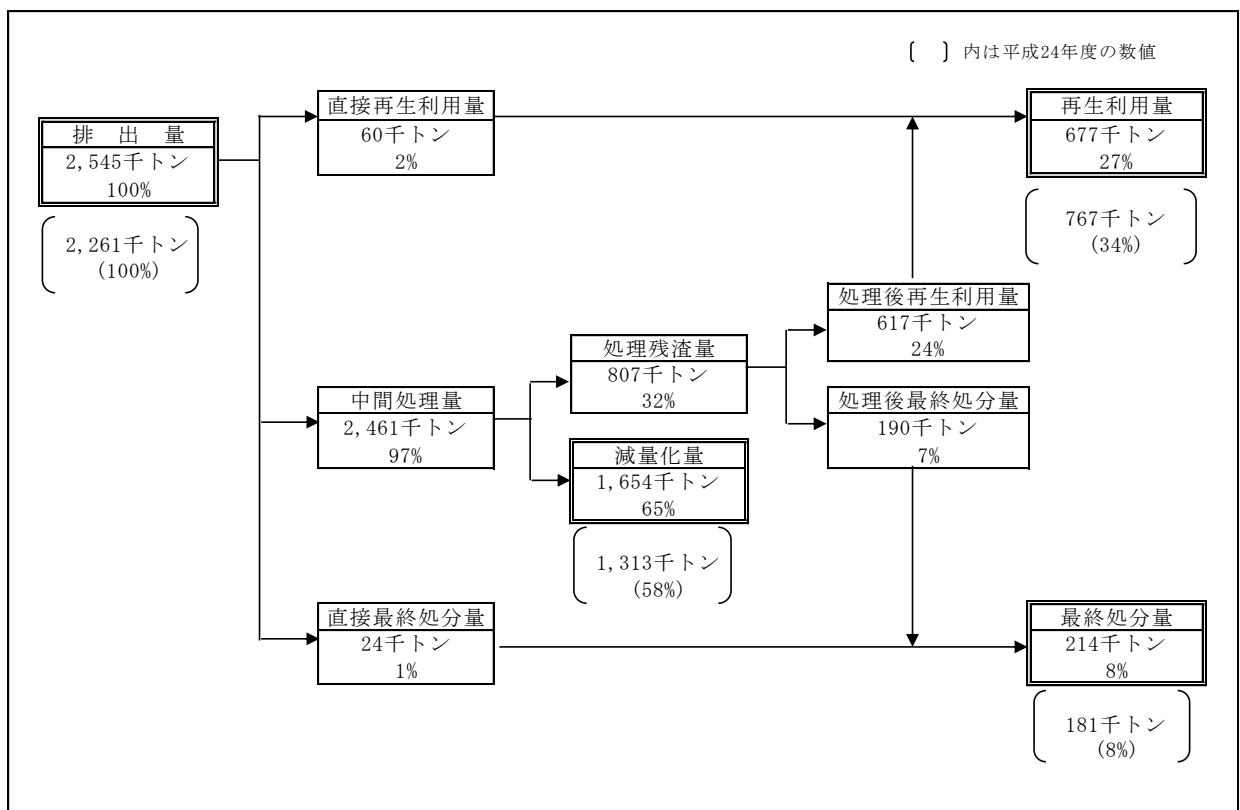 〔　〕内は平成24年度の数値
排　出　量
2,545千トン
100%
2,261千トン
(100%)
直接再生利用量
60千トン
2%
再生利用量
677千トン
27%
767千トン
(34%)
中間処理量
2,461千トン
97%
処理残渣量
807千トン
32%
減量化量
1,654千トン
65%
1,313千トン
(58%)
処理後再生利用量
617千トン
24%
処理後最終処分量
190千トン
7%
直接最終処分量
24千トン
1%
最終処分量
214千トン
8%
181千トン
(8%)